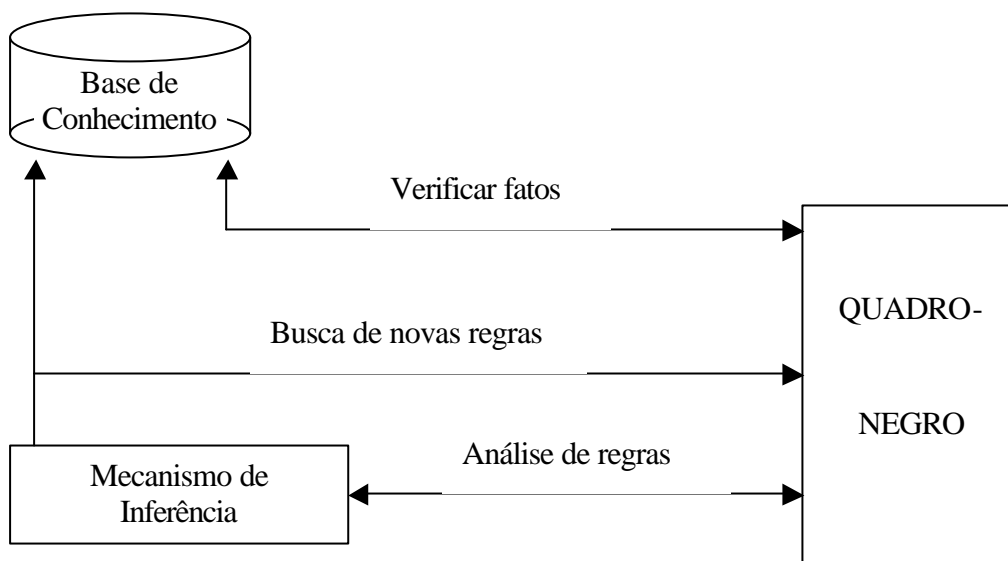 Base de
Conhecimento
Verificar fatos
QUADRO-
Busca de novas regras
NEGRO
Análise de regras
Mecanismo de
Inferência